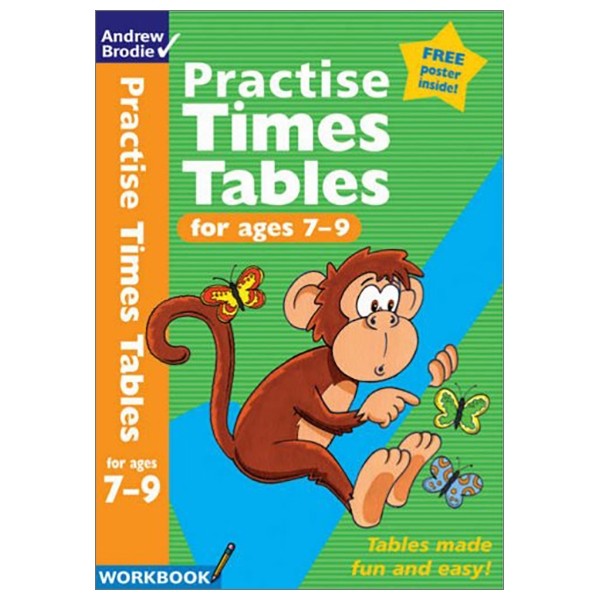 Andrew
Brodie
Practise
Times
Tables
for ages 7–9
FREE
poster
inside!
Practise Times Tables
for ages
7–9
Tables made
fun and easy!
WORKBOOK